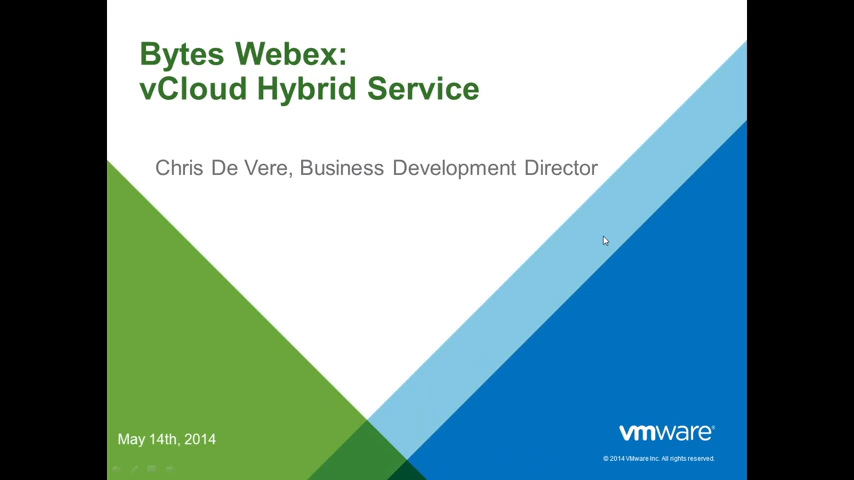 Bytes Webex:
vCloud Hybrid Service
Chris De Vere, Business Development Director
May 14th, 2014
vmware®
© 2014 VMware Inc. All rights reserved.